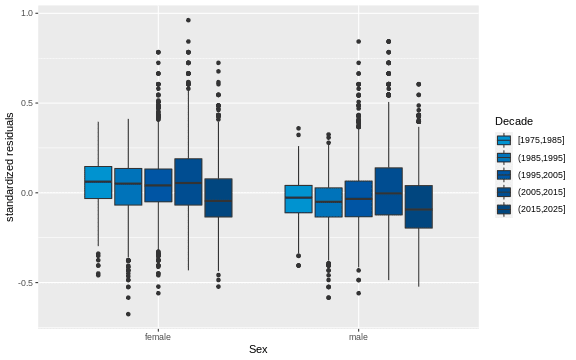 1.0
0.5
0.0
-0.5
standardized residuals
female
male
Sex
Decade
[1975,1985]
(1985,1995]
(1995,2005]
(2005,2015]
(2015,2025]